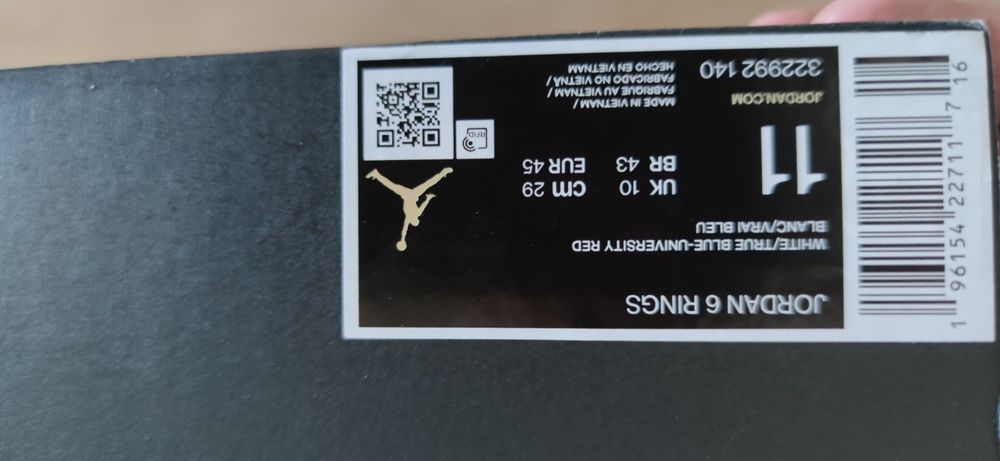 JORDAN 6 RINGS
WHITE/TRUE BLUE-UNIVERSITY RED
BLANC/VRAI BLEU
11
UK 10 cm 29
BR 43 EUR 45
JORDAN.COM
322992 140
MADE IN VIETNAM /
FABRIQUE AU VIETNAM /
FABRICADO NO VIETNÃ /
HECHO EN VIETNAM
RFID
1 96154 22711 7 16